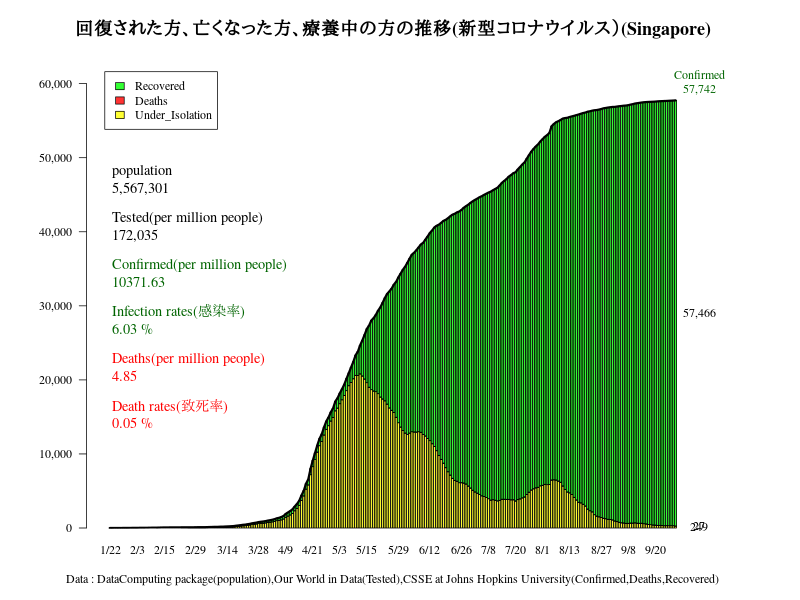 回復された方、亡くなった方、療養中の方の推移(新型コロナウイルス)(Singapore)
Confirmed
57,742
60,000
50,000
40,000
30,000
20,000
10,000
0
Recovered
Deaths
Under_Isolation
population
5,567,301
Tested(per million people)
172,035
Confirmed(per million people)
10371.63
Infection rates(感染率)
6.03 %
Deaths(per million people)
4.85
Death rates(致死率)
0.05 %
57,466
1/22 2/3 2/15 2/29 3/14 3/28 4/9 4/21 5/3 5/15 5/29 6/12 6/26 7/8 7/20 8/1 8/13 8/27 9/8 9/20
Data : DataComputing package(population),Our World in Data(Tested),CSSE at Johns Hopkins University(Confirmed,Deaths,Recovered)